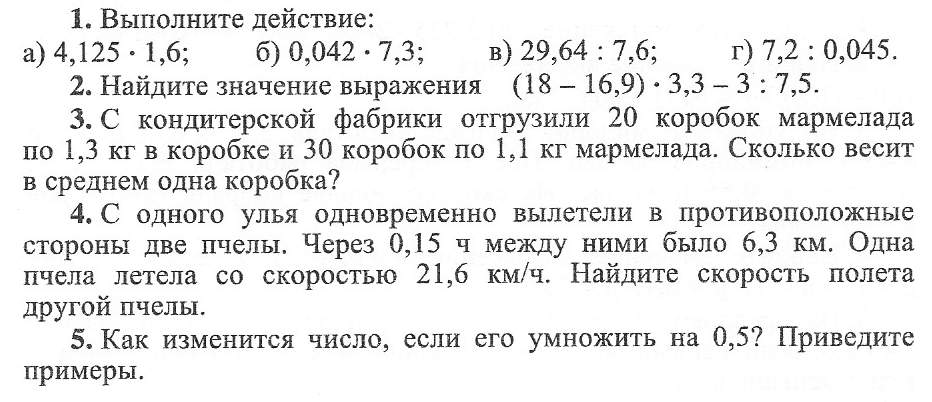 1. Выполните действие:
а) 4,125 · 1,6; б) 0,042 · 7,3; в) 29,64 : 7,6; г) 7,2 : 0,045.
2. Найдите значение выражения (18 – 16,9) · 3,3 – 3 : 7,5.
3. С кондитерской фабрики отгрузили 20 коробок мармелада
по 1,3 кг в коробке и 30 коробок по 1,1 кг мармелада. Сколько весит
в среднем одна коробка?
4. С одного улья одновременно вылетели в противоположные
стороны две пчелы. Через 0,15 ч между ними было 6,3 км. Одна
пчела летела со скоростью 21,6 км/ч. Найдите скорость полета
другой пчелы.
5. Как изменится число, если его умножить на 0,5? Приведите
примеры.